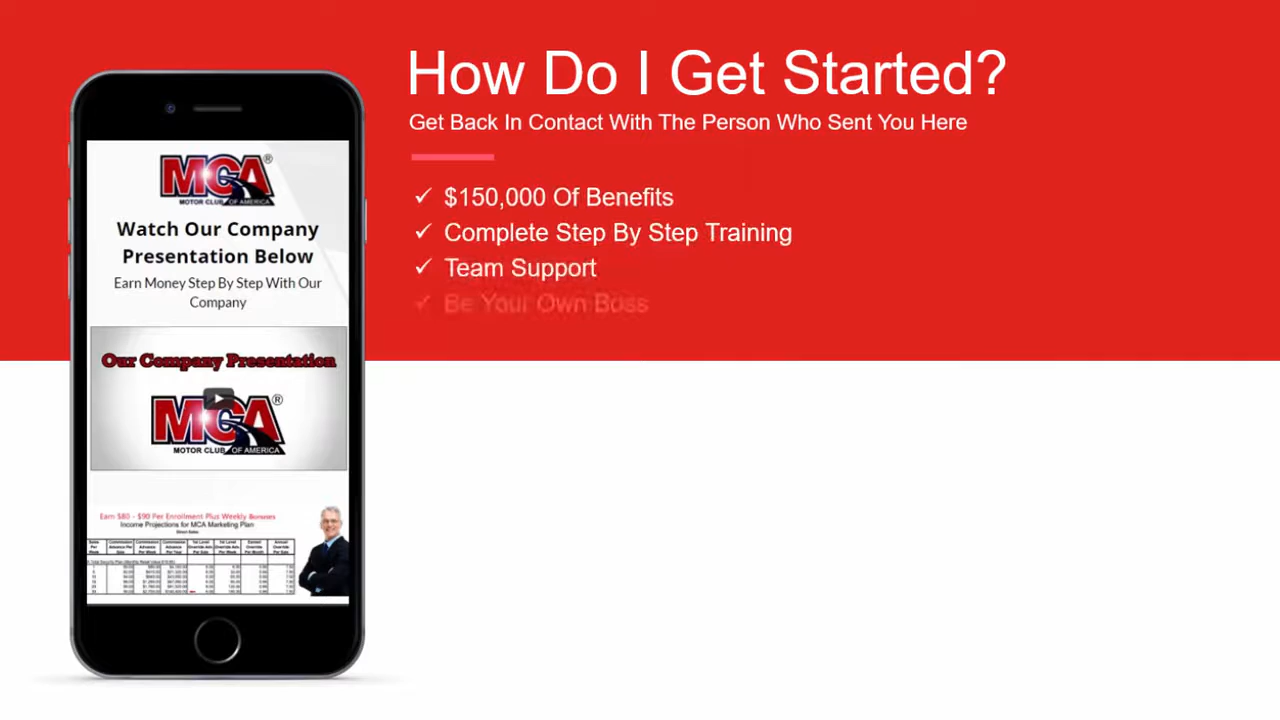 How Do I Get Started?
Get Back In Contact With The Person Who Sent You Here
✓ $150,000 Of Benefits
✓ Complete Step By Step Training
✓ Team Support
✓ Be Your Own Boss
MCA®
MOTOR CLUB OF AMERICA
Watch Our Company
Presentation Below
Earn Money Step By Step With Our
Company
Our Company Presentation
MCA®
MOTOR CLUB OF AMERICA
Earn $80 - $90 Per Enrollment Plus Weekly Bonuses
Income Projections for MCA Marketing Plan